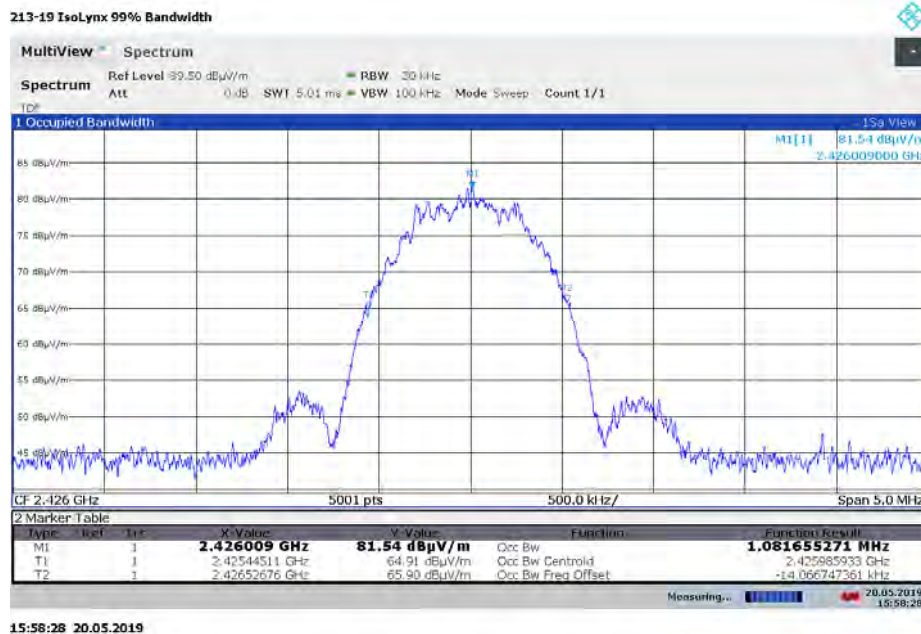 213-19 IsoLynx 99% Bandwidth
MultiView Spectrum
Spectrum Ref Level 89.50 dBµV/m RBW 30 kHz
Att 0 dB SWT 5.01 ms VBW 100 kHz Mode Sweep Count 1/1
TDF
1 Occupied Bandwidth 1Sa View
M1[1] 81.54 dBµV/m
2.426009000 GHz
M1
85 dBµV/m
80 dBµV/m
75 dBµV/m
70 dBµV/m
T2
65 dBµV/m
60 dBµV/m
55 dBµV/m
50 dBµV/m
45 dBµV/m
CF 2.426 GHz 5001 pts 500.0 kHz/ Span 5.0 MHz
2 Marker Table
Type Ref Trc X-Value Y-Value Function Function Result
M1 1 2.426009 GHz 81.54 dBµV/m Occ Bw 1.081655271 MHz
T1 1 2.42544511 GHz 64.91 dBµV/m Occ Bw Centroid 2.425985933 GHz
T2 1 2.42652676 GHz 65.90 dBµV/m Occ Bw Freq Offset -14.066747361 kHz
Measuring... 20.05.2019
15:58:28
15:58:28 20.05.2019